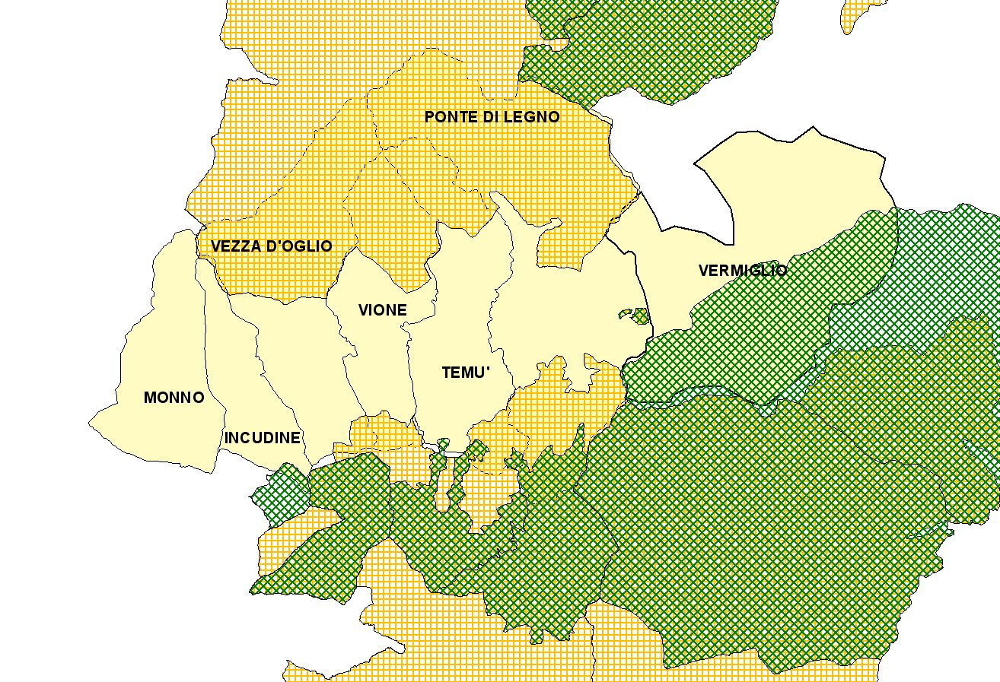 PONTE DI LEGNO
VEZZA D'OGLIO
VERMIGLIO
VIONE
TEMU'
MONNO
INCUDINE